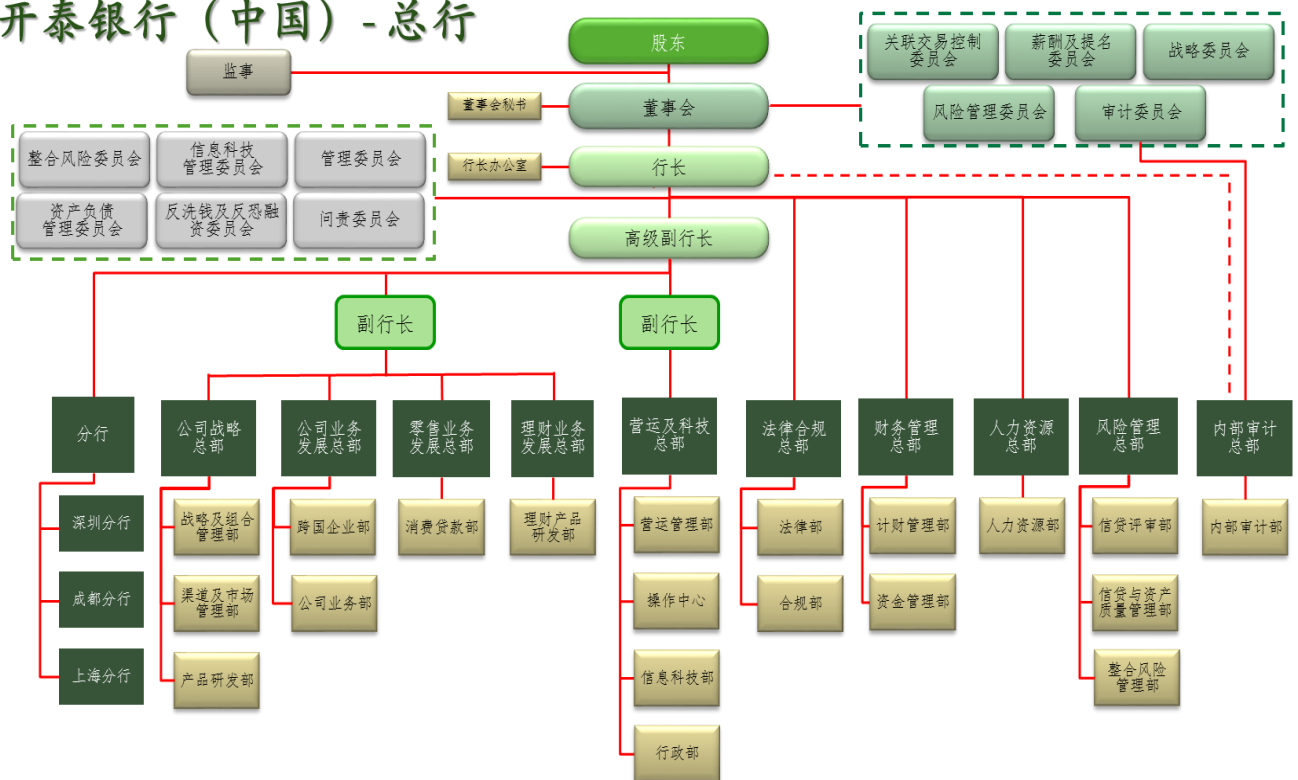 开泰银行（中国）-总行
股东
监事
关联交易控制
委员会
薪酬及提名
委员会
战略委员会
风险管理委员会
审计委员会
董事会秘书
董事会
行长办公室
行长
整合风险委员会
信息科技
管理委员会
管理委员会
资产负债
管理委员会
反洗钱及反恐融
资委员会
问责委员会
高级副行长
副行长
副行长
分行
公司战略
总部
公司业务
发展总部
零售业务
发展总部
理财业务
发展总部
营运及科技
总部
法律合规
总部
财务管理
总部
人力资源
总部
风险管理
总部
内部审计
总部
深圳分行
战略及组合
管理部
跨国企业部
消费贷款部
理财产品
研发部
营运管理部
法律部
计财管理部
人力资源部
信贷评审部
内部审计部
成都分行
渠道及市场
管理部
公司业务部
操作中心
合规部
资金管理部
信贷与资产
质量管理部
上海分行
产品研发部
信息科技部
整合风险
管理部
行政部